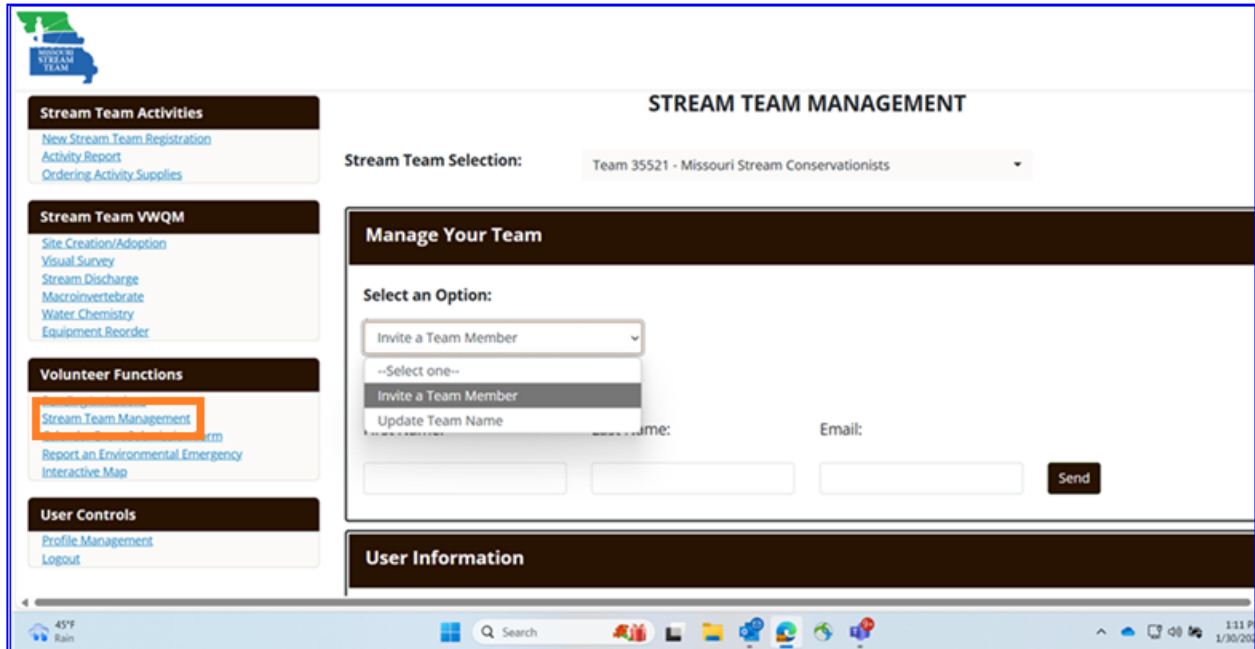 MISSOURI
STREAM
TEAM
Stream Team Activities
New Stream Team Registration
Activity Report
Ordering Activity Supplies
Stream Team VWQM
Site Creation/Adoption
Visual Survey
Stream Discharge
Macroinvertebrate
Water Chemistry
Equipment Reorder
Volunteer Functions
Stream Team Management
Report an Environmental Emergency
Interactive Map
User Controls
Profile Management
Logout
STREAM TEAM MANAGEMENT
Stream Team Selection: Team 35521 - Missouri Stream Conservationists
Manage Your Team
Select an Option:
Invite a Team Member
--Select one--
Invite a Team Member
Update Team Name
Email:
Send
User Information
45°F
Rain
Search
1:11 P
1/30/202